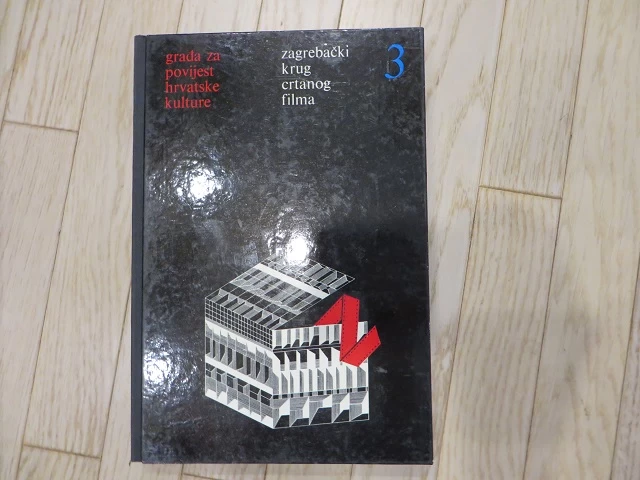 građa za
povijest
hrvatske
kulture
zagrebački
krug
crtanog
filma
3